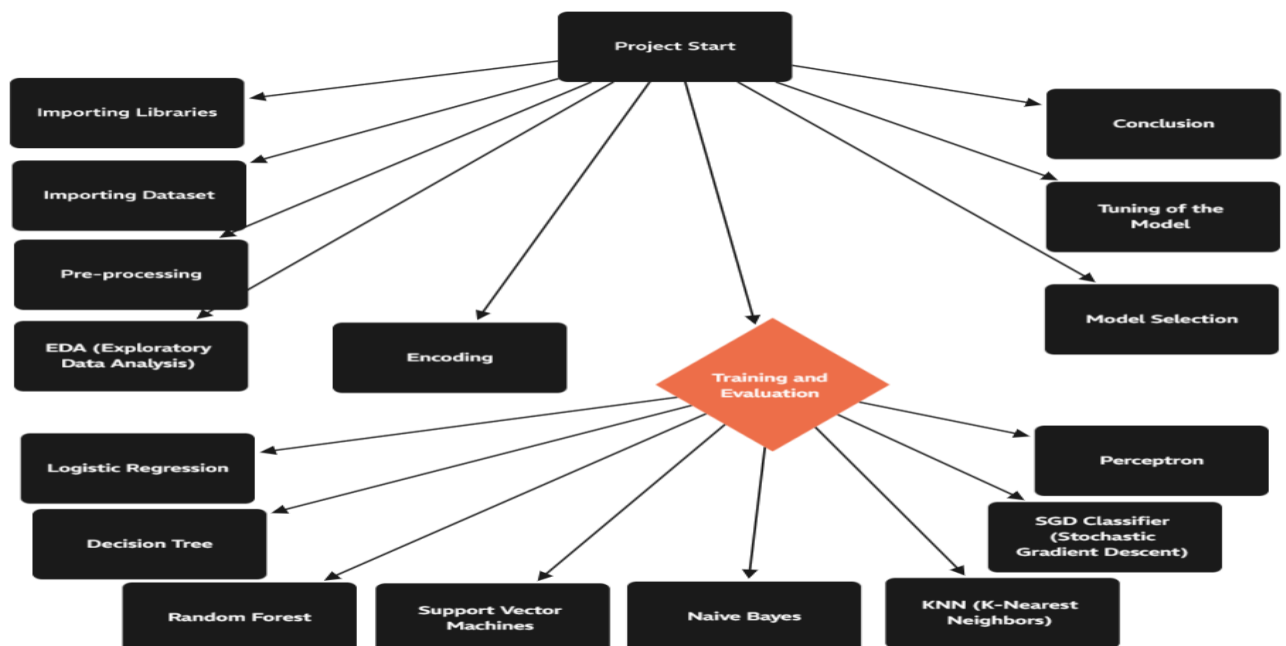 Project Start
Importing Libraries
Conclusion
Importing Dataset
Tuning of the
Model
Pre-processing
Model Selection
EDA (Exploratory
Data Analysis)
Encoding
Training and
Evaluation
Logistic Regression
Perceptron
Decision Tree
SGD Classifier
(Stochastic
Gradient Descent)
Random Forest
Support Vector
Machines
Naive Bayes
KNN (K-Nearest
Neighbors)